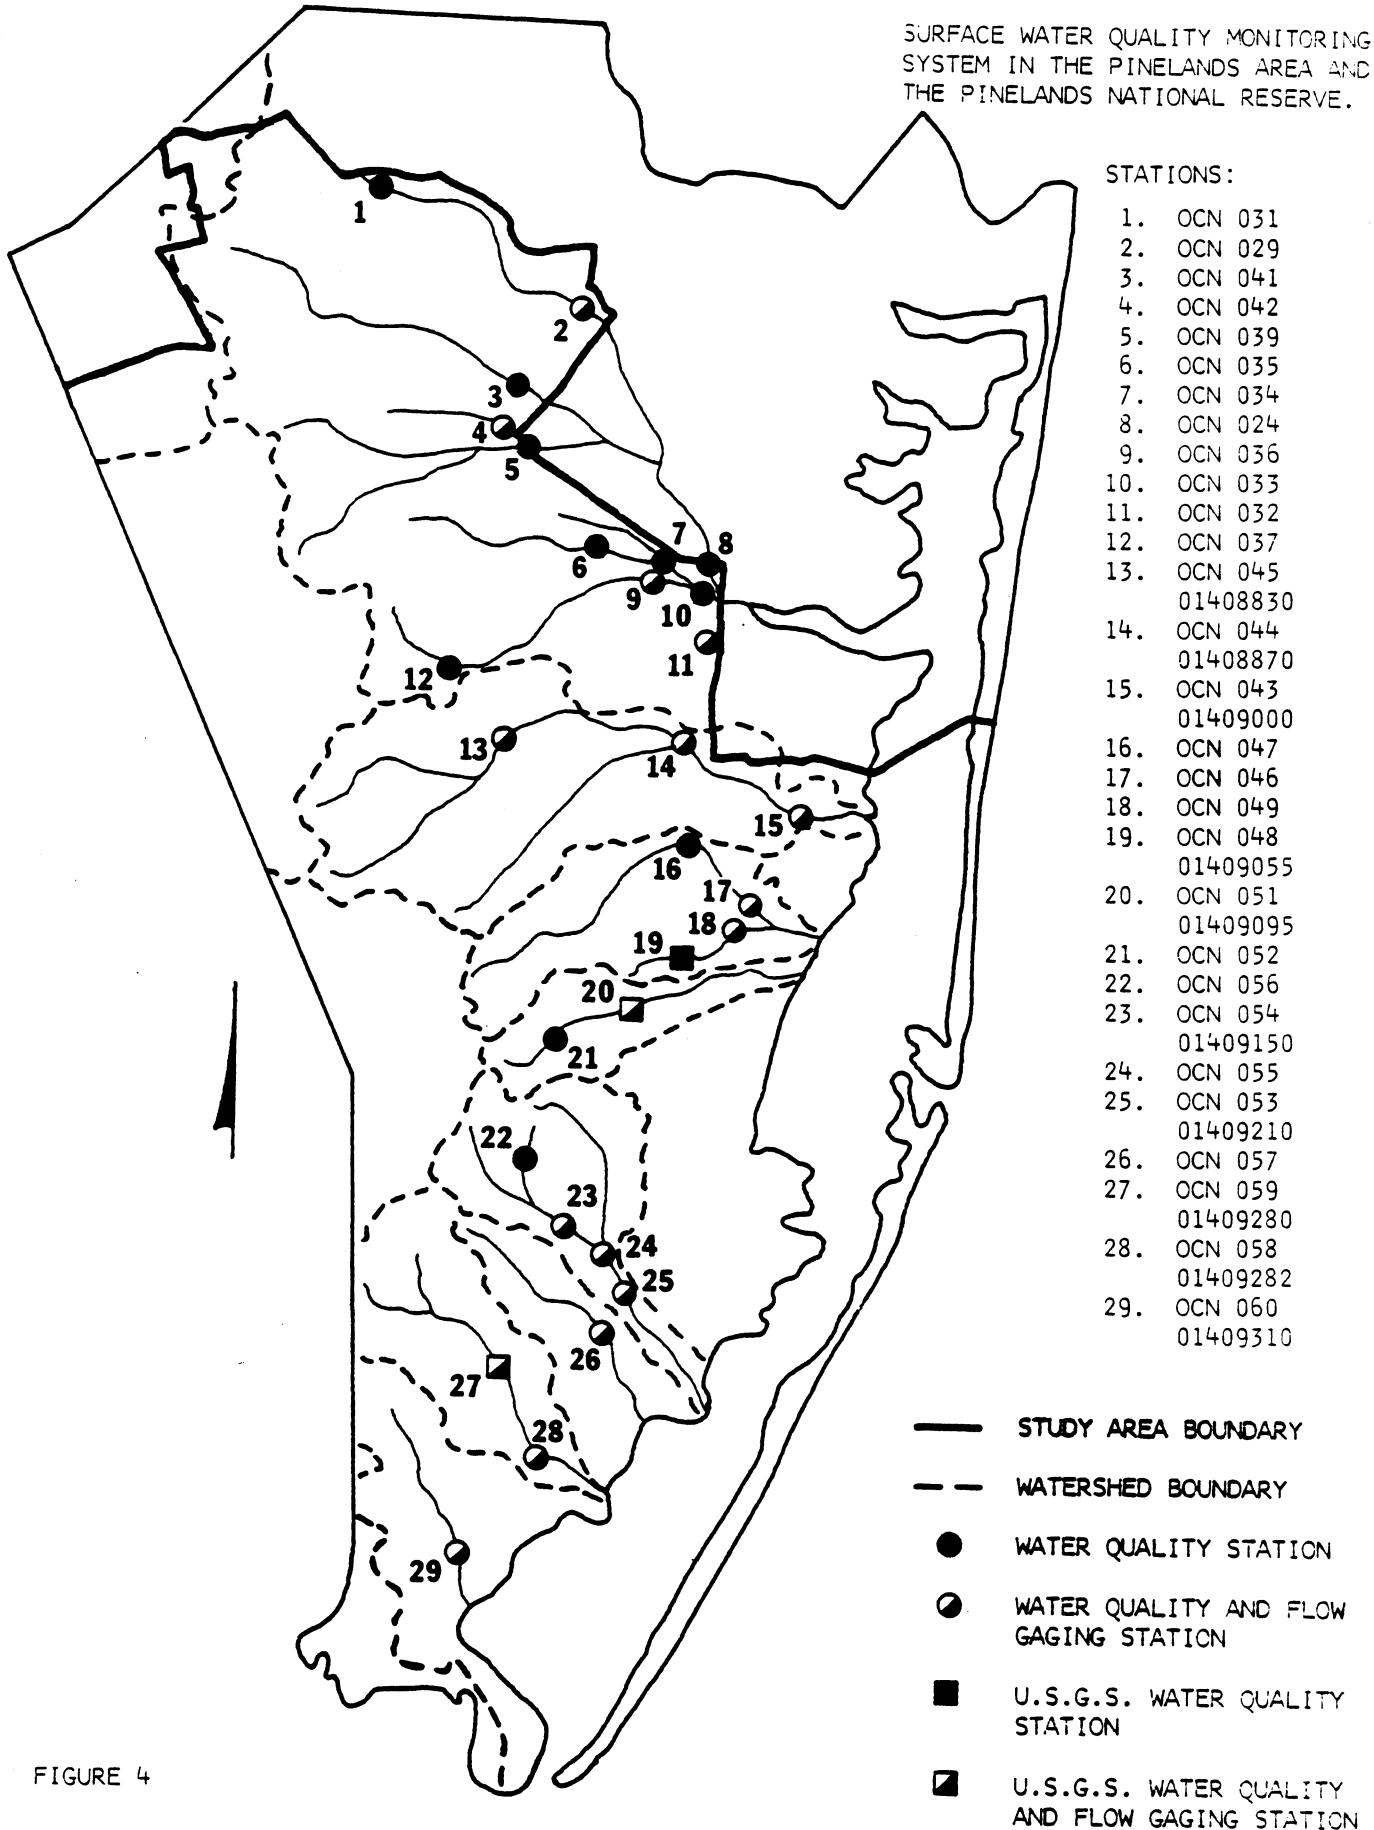 SURFACE WATER QUALITY MONITORING
SYSTEM IN THE PINELANDS AREA AND
THE PINELANDS NATIONAL RESERVE.
STATIONS:
1. OCN 031
2. OCN 029
3. OCN 041
4. OCN 042
5. OCN 039
6. OCN 035
7. OCN 034
8. OCN 024
9. OCN 036
10. OCN 033
11. OCN 032
12. OCN 037
13. OCN 045
01408830
14. OCN 044
01408870
15. OCN 043
01409000
16. OCN 047
17. OCN 046
18. OCN 049
19. OCN 048
01409055
20. OCN 051
01409095
21. OCN 052
22. OCN 056
23. OCN 054
01409150
24. OCN 055
25. OCN 053
01409210
26. OCN 057
27. OCN 059
01409280
28. OCN 058
01409282
29. OCN 060
01409310
1
2
3
4
5
7
8
6
9
10
11
12
13
14
15
16
17
18
19
20
21
22
23
24
25
26
27
28
29
STUDY AREA BOUNDARY
WATERSHED BOUNDARY
WATER QUALITY STATION
WATER QUALITY AND FLOW
GAGING STATION
U.S.G.S. WATER QUALITY
STATION
U.S.G.S. WATER QUALITY
AND FLOW GAGING STATION
FIGURE 4